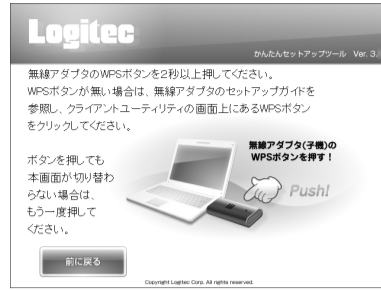 Logitec
かんたんセットアップツール Ver. 3.
無線アダプタのWPSボタンを2秒以上押してください。
WPSボタンが無い場合は、無線アダプタのセットアップガイドを
参照し、クライアントユーティリティの画面上にあるWPSボタン
をクリックしてください。
無線アダプタ(子機)の
WPSボタンを押す！
Push!
ボタンを押しても
本画面が切り替わ
らない場合は、
もう一度押して
ください。
前に戻る
Copyright Logitec Corp. All rights reserved.